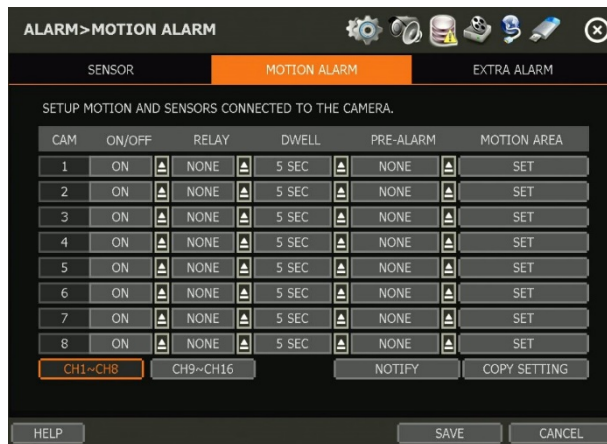 ALARM>MOTION ALARM
SENSOR MOTION ALARM EXTRA ALARM
SETUP MOTION AND SENSORS CONNECTED TO THE CAMERA.
CAM ON/OFF RELAY DWELL PRE-ALARM MOTION AREA
1 ON NONE 5 SEC NONE SET
2 ON NONE 5 SEC NONE SET
3 ON NONE 5 SEC NONE SET
4 ON NONE 5 SEC NONE SET
5 ON NONE 5 SEC NONE SET
6 ON NONE 5 SEC NONE SET
7 ON NONE 5 SEC NONE SET
8 ON NONE 5 SEC NONE SET
CH1~CH8 CH9~CH16 NOTIFY COPY SETTING
HELP SAVE CANCEL